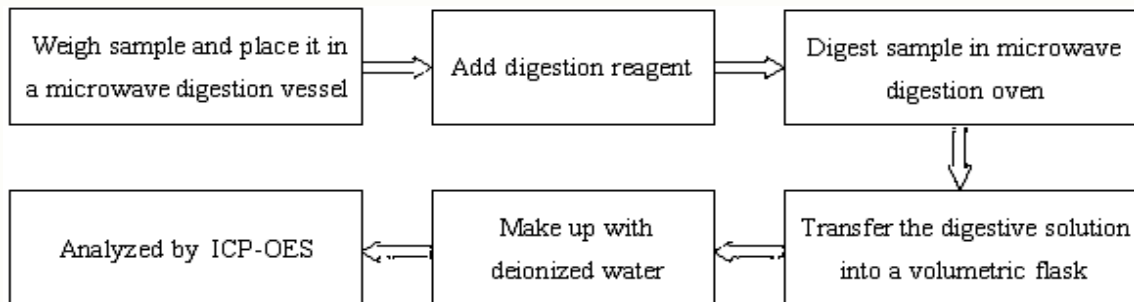 Weigh sample and place it in
a microwave digestion vessel
Add digestion reagent
Digest sample in microwave
digestion oven
Transfer the digestive solution
into a volumetric flask
Make up with
deionized water
Analyzed by ICP-OES